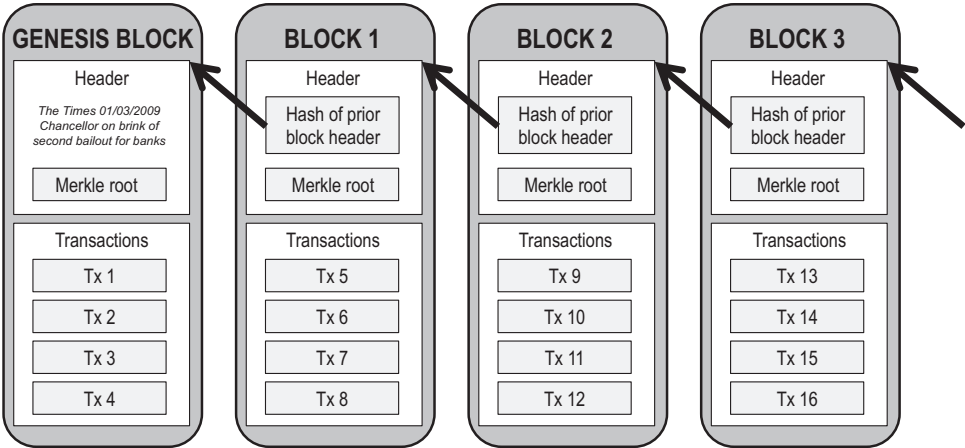 GENESIS BLOCK
Header
The Times 01/03/2009
Chancellor on brink of
second bailout for banks
Merkle root
Transactions
Tx 1
Tx 2
Tx 3
Tx 4
BLOCK 1
Header
Hash of prior
block header
Merkle root
Transactions
Tx 5
Tx 6
Tx 7
Tx 8
BLOCK 2
Header
Hash of prior
block header
Merkle root
Transactions
Tx 9
Tx 10
Tx 11
Tx 12
BLOCK 3
Header
Hash of prior
block header
Merkle root
Transactions
Tx 13
Tx 14
Tx 15
Tx 16